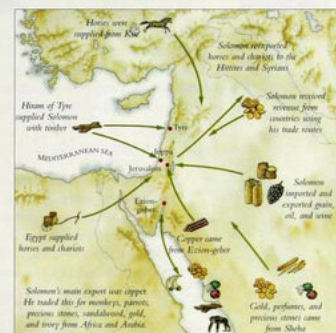 Horses were
supplied from Kue
Solomon reexported
horses and chariots to the
Hittites and Syrians
Hiram of Tyre
supplied Solomon
with timber
Tyre
Solomon received
revenue from
countries using
his trade routes
MEDITERRANEAN SEA
Joppa
Jerusalem
Solomon
imported and
exported grain,
oil, and wine
Ezion-
geber
Egypt supplied
horses and chariots
Copper came
from Ezion-geber
Solomon's main export was copper.
He traded this for monkeys, parrots,
precious stones, sandalwood, gold,
and ivory from Africa and Arabia.
Gold, perfumes, and
precious stones came
from Sheba